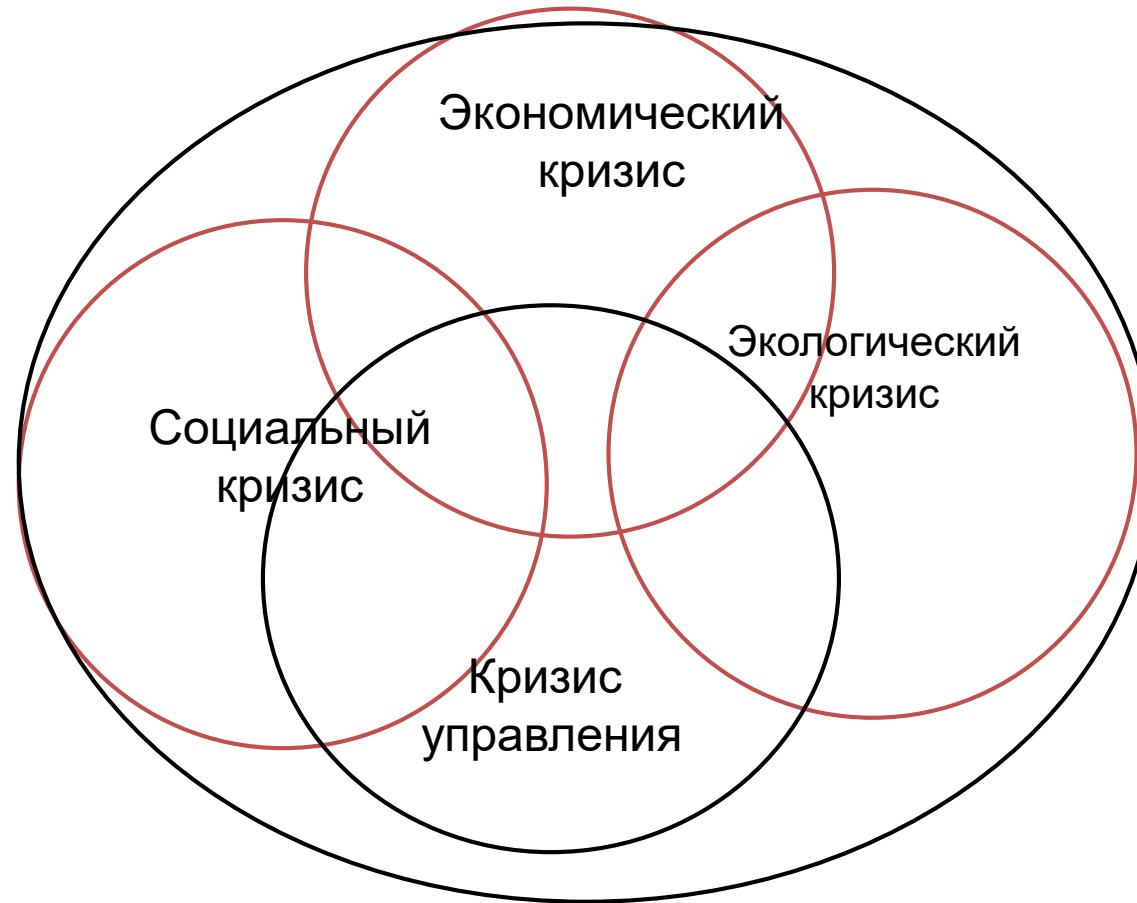 Экономический
кризис
Экологический
кризис
Социальный
кризис
Кризис
управления